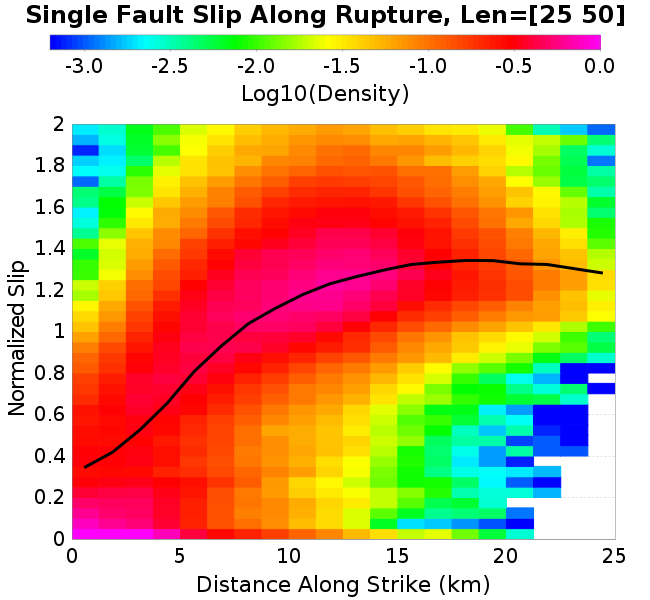 Single Fault Slip Along Rupture, Len=[25 50]
-3.0 -2.5 -2.0 -1.5 -1.0 -0.5 0.0
Log10(Density)
2
1.8
1.6
1.4
1.2
1
0.8
0.6
0.4
0.2
0
Normalized Slip
0 5 10 15 20 25
Distance Along Strike (km)